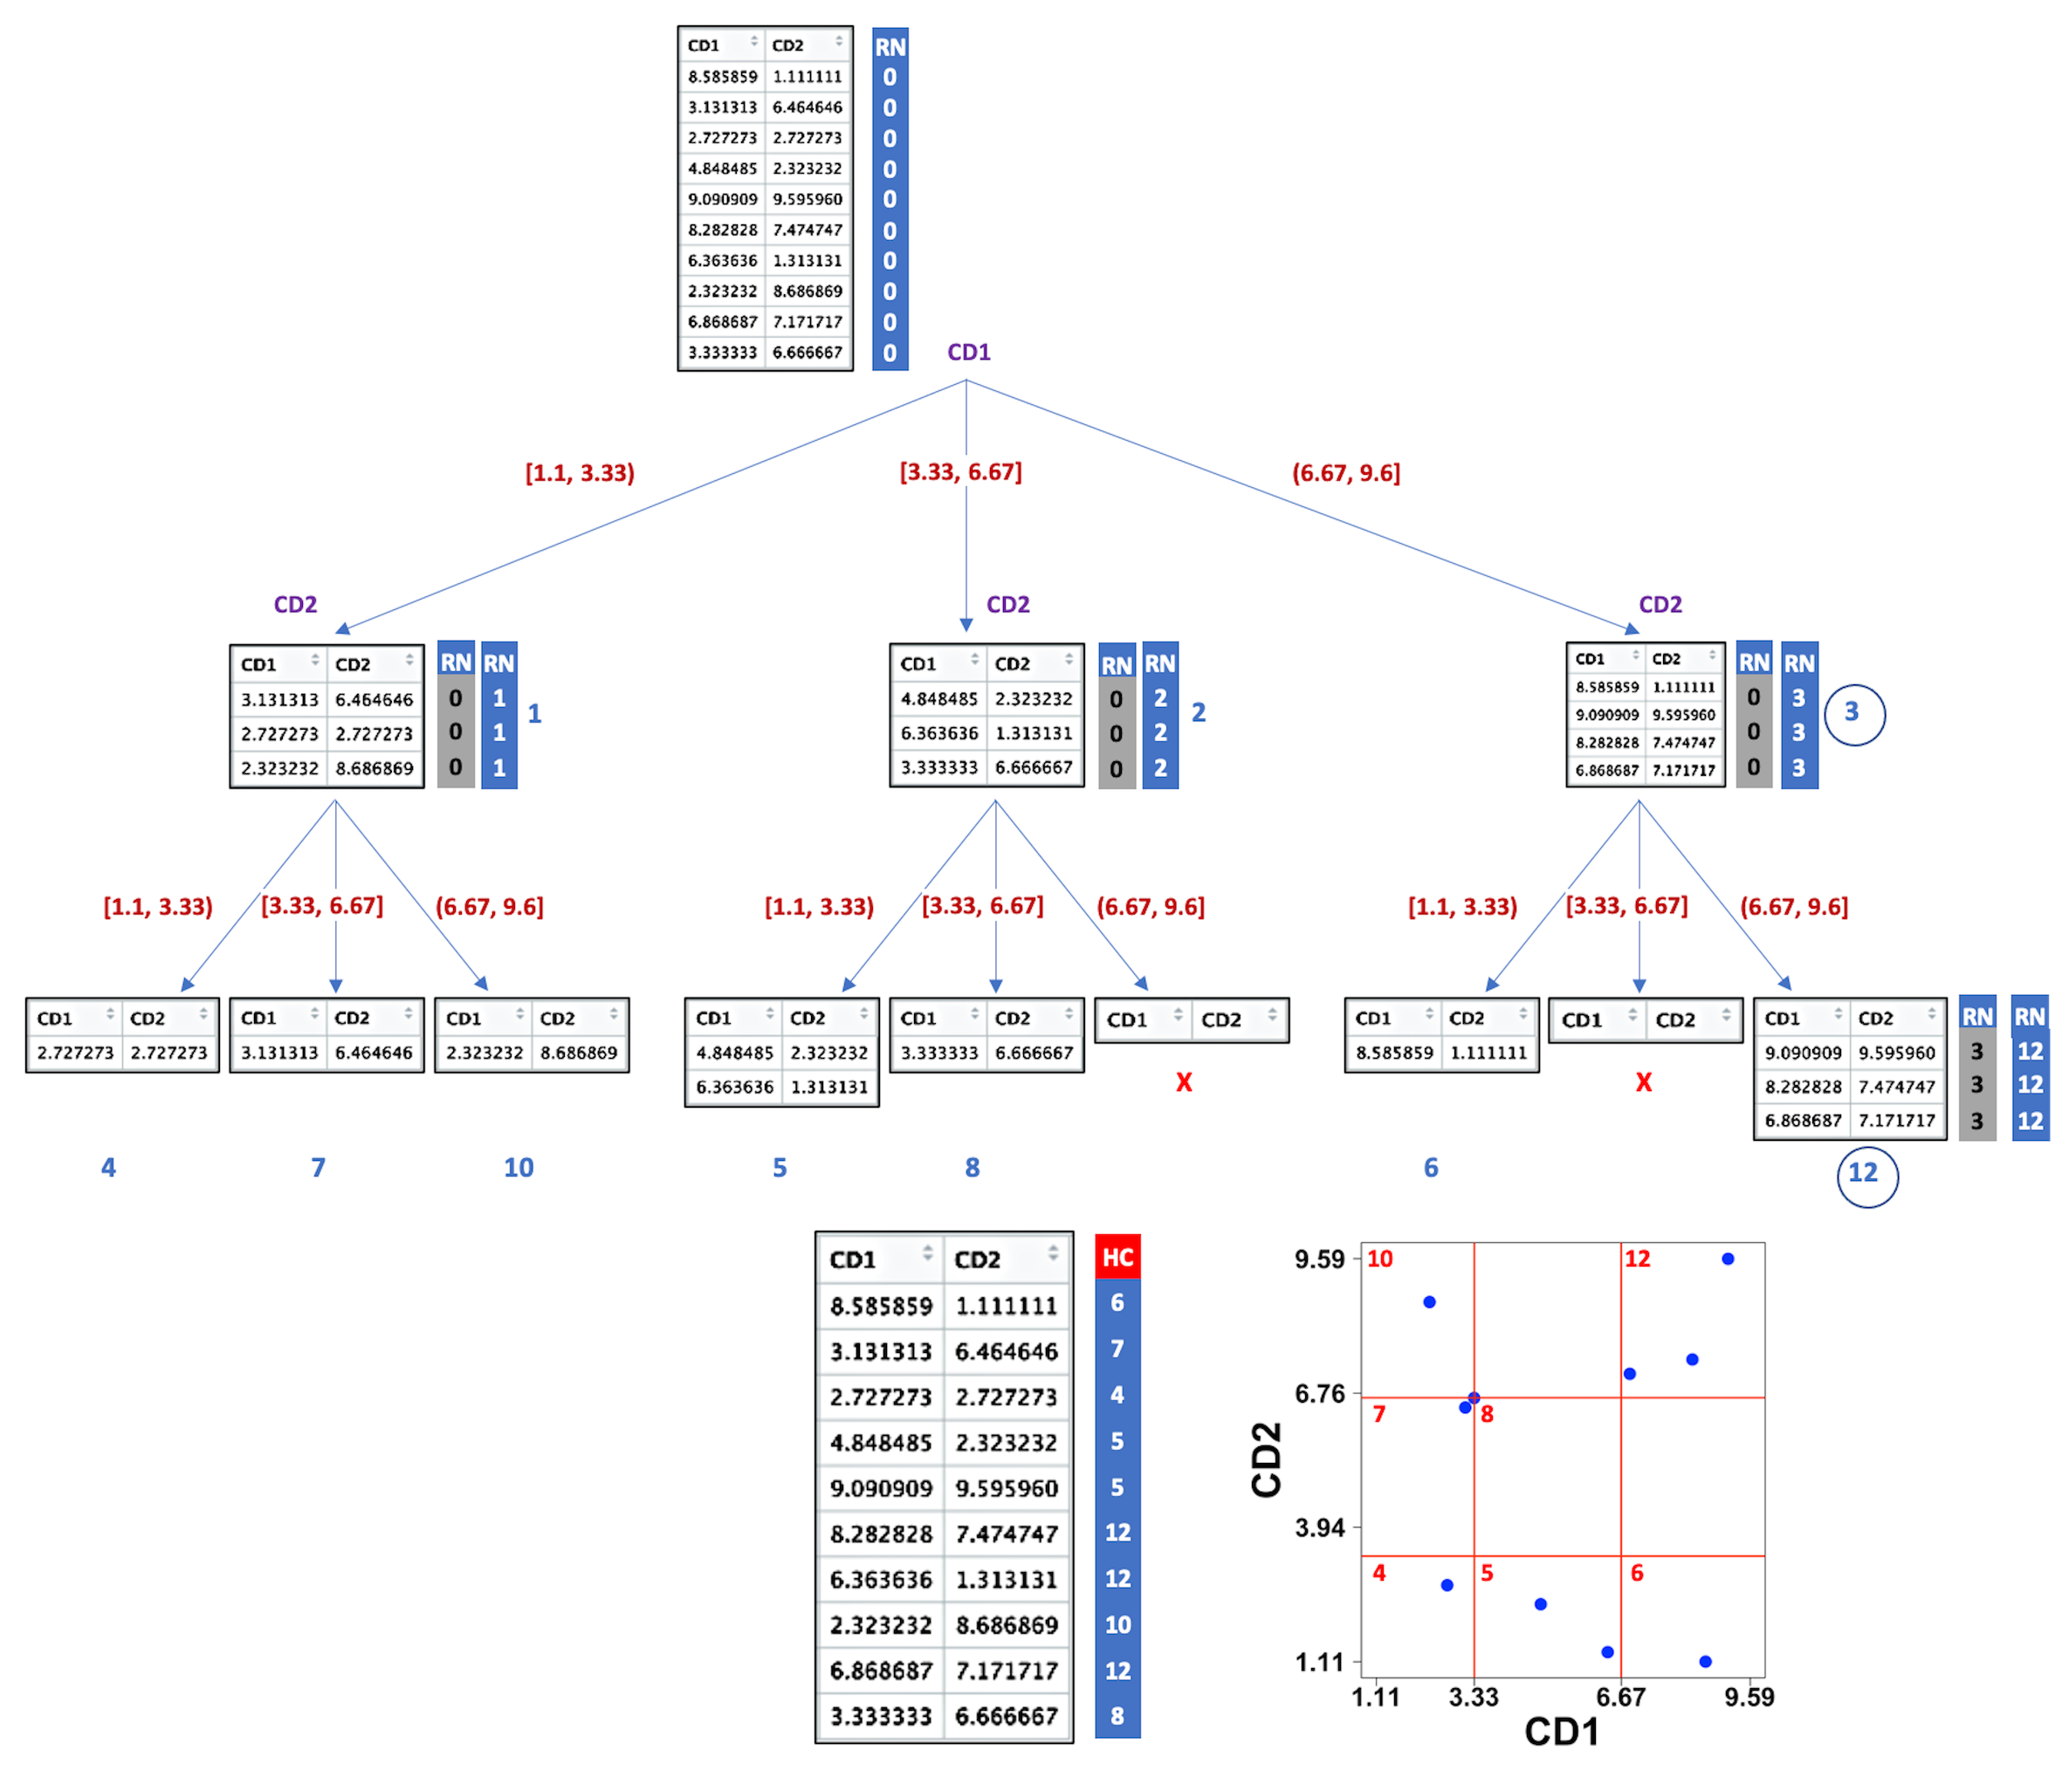 CD1 CD2 RN
8.585859 1.111111 0
3.131313 6.464646 0
2.727273 2.727273 0
4.848485 2.323232 0
9.090909 9.595960 0
8.282828 7.474747 0
6.363636 1.313131 0
2.323232 8.686869 0
6.868687 7.171717 0
3.333333 6.666667 0
CD1
[1.1, 3.33) [3.33, 6.67] (6.67, 9.6]
CD2
CD1 CD2 RN RN
3.131313 6.464646 0 1
2.727273 2.727273 0 1
2.323232 8.686869 0 1
1
CD2
CD1 CD2 RN RN
4.848485 2.323232 0 2
6.363636 1.313131 0 2
3.333333 6.666667 0 2
2
CD2
CD1 CD2 RN RN
8.585859 1.111111 0 3
9.090909 9.595960 0 3
8.282828 7.474747
6.868687 7.171717 0 3
3
[1.1, 3.33) [3.33, 6.67] (6.67, 9.6]
[1.1, 3.33) [3.33, 6.67] (6.67, 9.6]
[1.1, 3.33) [3.33, 6.67] (6.67, 9.6]
CD1 CD2
2.727273 2.727273
4
CD1 CD2
3.131313 6.464646
7
CD1 CD2
2.323232 8.686869
10
CD1 CD2
4.848485 2.323232
6.363636 1.313131
5
CD1 CD2
3.333333 6.666667
8
CD1 CD2
X
CD1 CD2
8.585859 1.111111
6
CD1 CD2
X
CD1 CD2 RN RN
9.090909 9.595960 3 12
8.282828 7.474747 3 12
6.868687 7.171717 3 12
12
CD1 CD2 HC
8.585859 1.111111 6
3.131313 6.464646 7
2.727273 2.727273 4
4.848485 2.323232 5
9.090909 9.595960 5
8.282828 7.474747 12
6.363636 1.313131 12
2.323232 8.686869 10
6.868687 7.171717 12
3.333333 6.666667 8
9.59 10 12
6.76
7 8
CD2
3.94
4 5 6
1.11
1.11 3.33 6.67 9.59
CD1